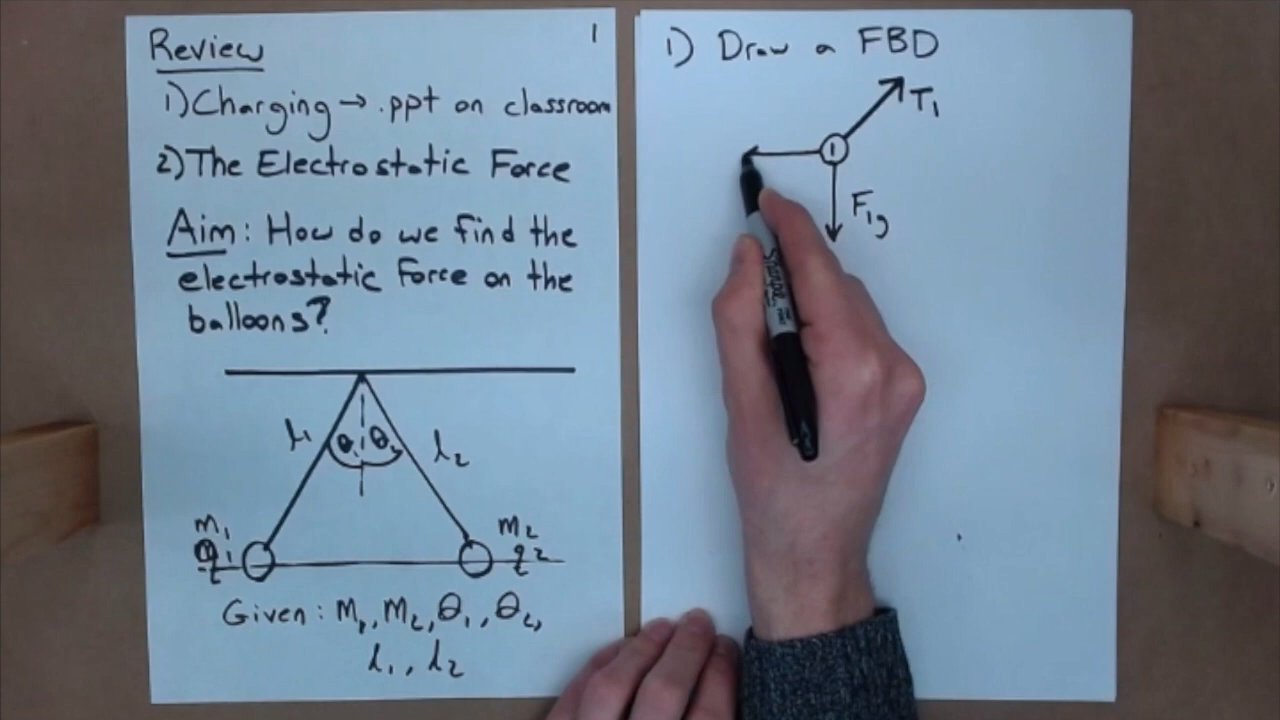 Review
1
1) Charging → .ppt on classroom
2) The Electrostatic Force
Aim: How do we find the
electrostatic Force on the
balloons?
l1
θ1
θ2
l2
m1
q1
m2
q2
Given: m1, m2, θ1, θ2,
l1, l2
1) Draw a FBD
T1
1
F1g
Sharpie